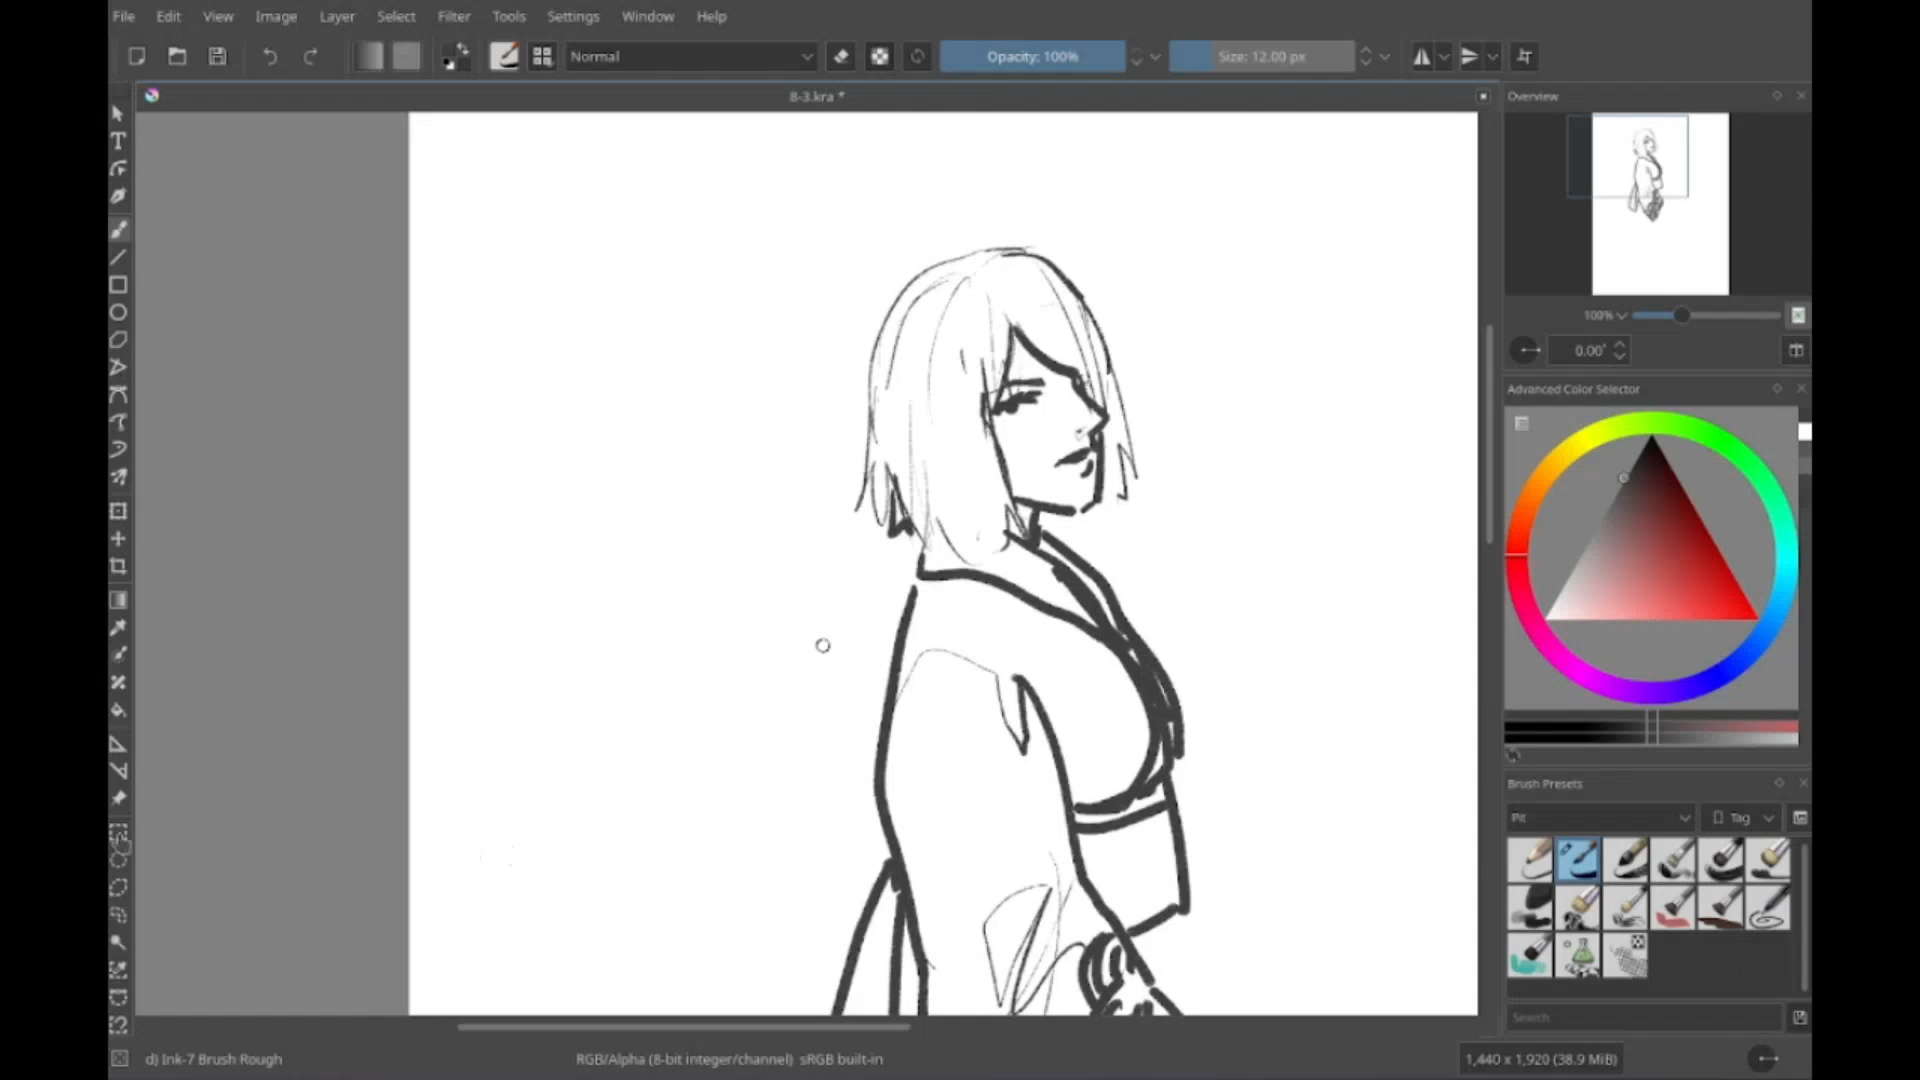 File Edit View Image Layer Select Filter Tools Settings Window Help
Normal Opacity: 100% Size: 12.00 px
8-3.kra *
Overview
100%
0.00°
Advanced Color Selector
Brush Presets
Pit Tag
Search
d) Ink-7 Brush Rough RGB/Alpha (8-bit integer/channel) sRGB built-in 1,440 x 1,920 (38.9 MiB)